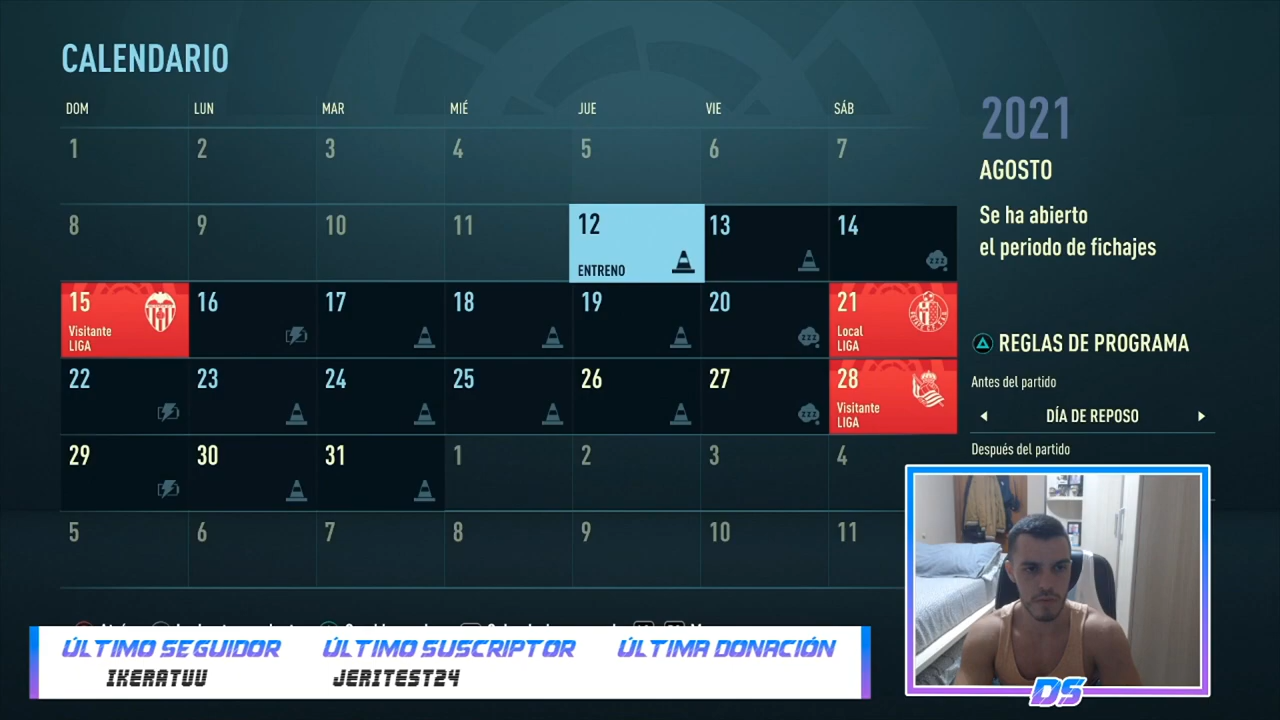 CALENDARIO
DOM LUN MAR MIÉ JUE VIE SÁB
1 2 3 4 5 6 7
8 9 10 11 12 13 14
ENTRENO
15 16 17 18 19 20 21
Visitante Local
LIGA LIGA
22 23 24 25 26 27 28
Visitante
LIGA
29 30 31 1 2 3 4
5 6 7 8 9 10 11
2021
AGOSTO
Se ha abierto
el periodo de fichajes
REGLAS DE PROGRAMA
Antes del partido
DÍA DE REPOSO
Después del partido
ÚLTIMO SEGUIDOR ÚLTIMO SUSCRIPTOR ÚLTIMA DONACIÓN
IKERATUU JERITEST24
DS